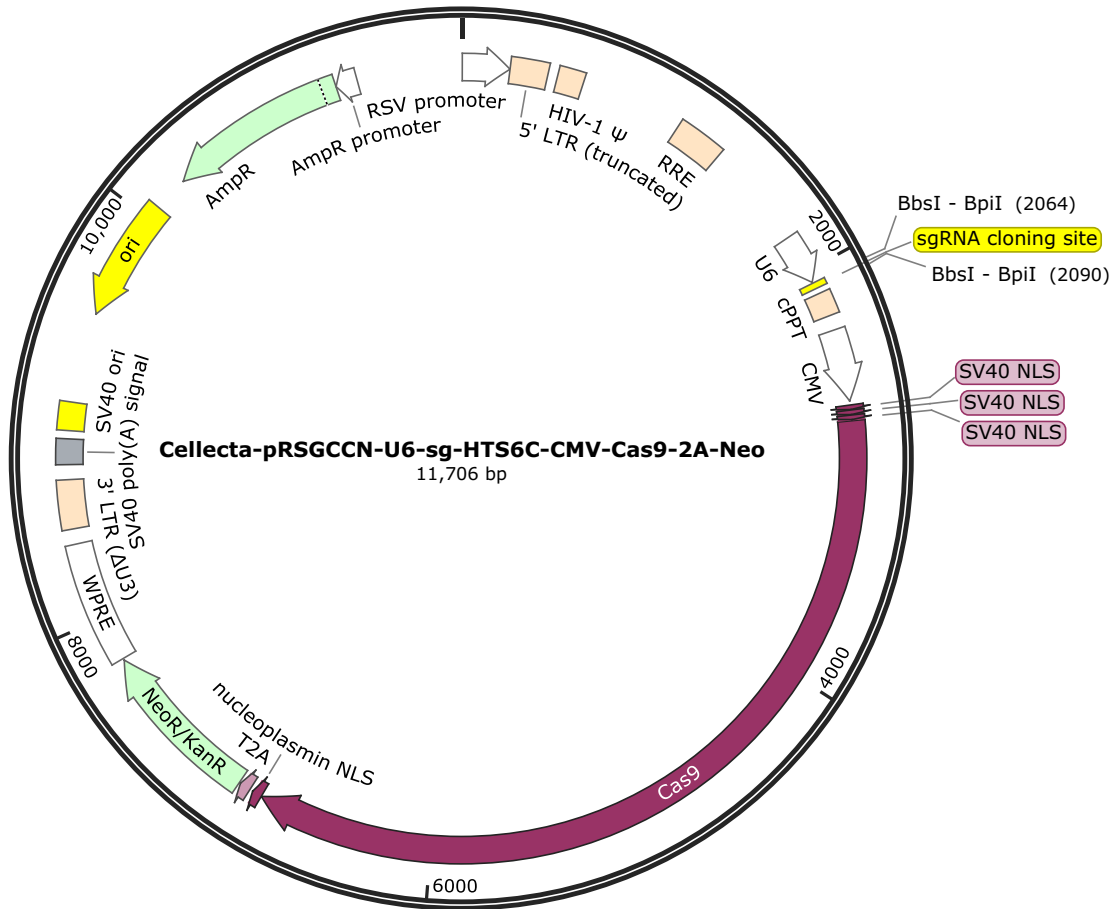 RSV promoter
5' LTR (truncated)
HIV-1 Ψ
RRE
2000
U6
BbsI - BpiI (2064)
sgRNA cloning site
BbsI - BpiI (2090)
cPPT
CMV
SV40 NLS
SV40 NLS
SV40 NLS
4000
Cas9
6000
nucleoplasmin NLS
T2A
NeoR/KanR
8000
WPRE
3' LTR (ΔU3)
SV40 poly(A) signal
SV40 ori
ori
10,000
AmpR
AmpR promoter
Cellecta-pRSGCCN-U6-sg-HTS6C-CMV-Cas9-2A-Neo
11,706 bp